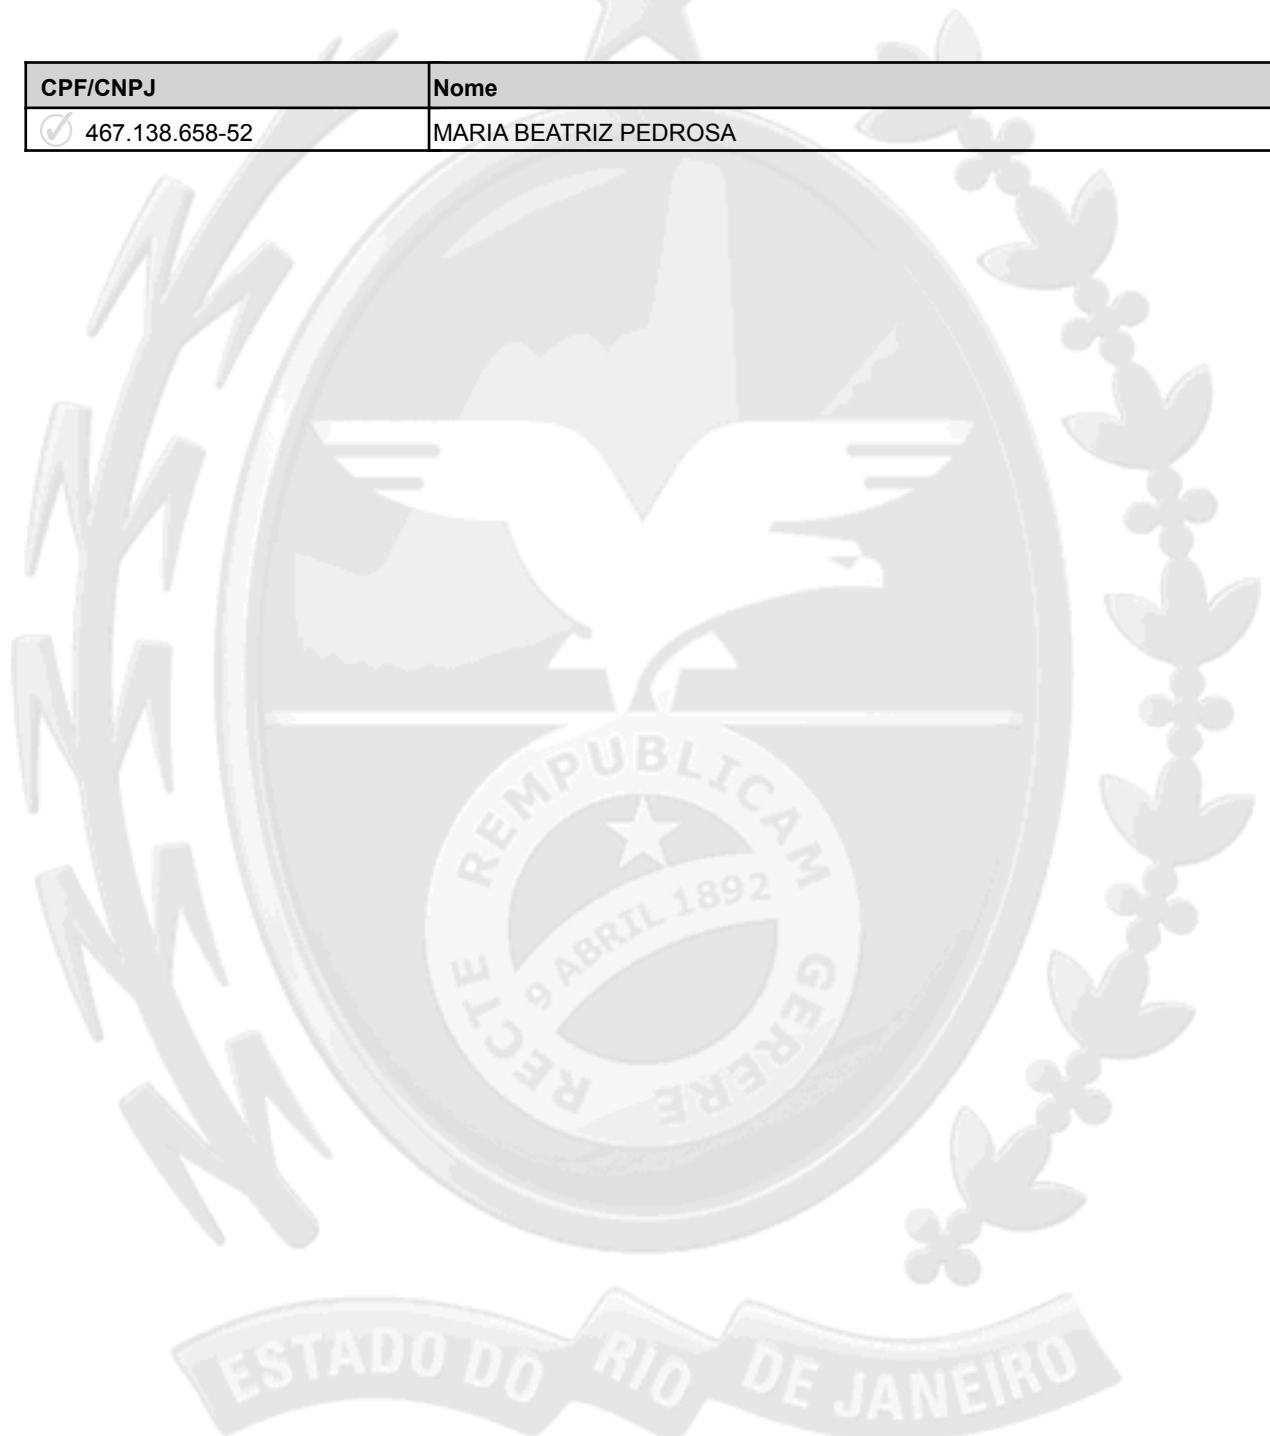 CPF/CNPJ Nome
467.138.658-52 MARIA BEATRIZ PEDROSA
REMPUBLICAM
9 ABRIL 1892
RECTE GERERE
ESTADO DO RIO DE JANEIRO